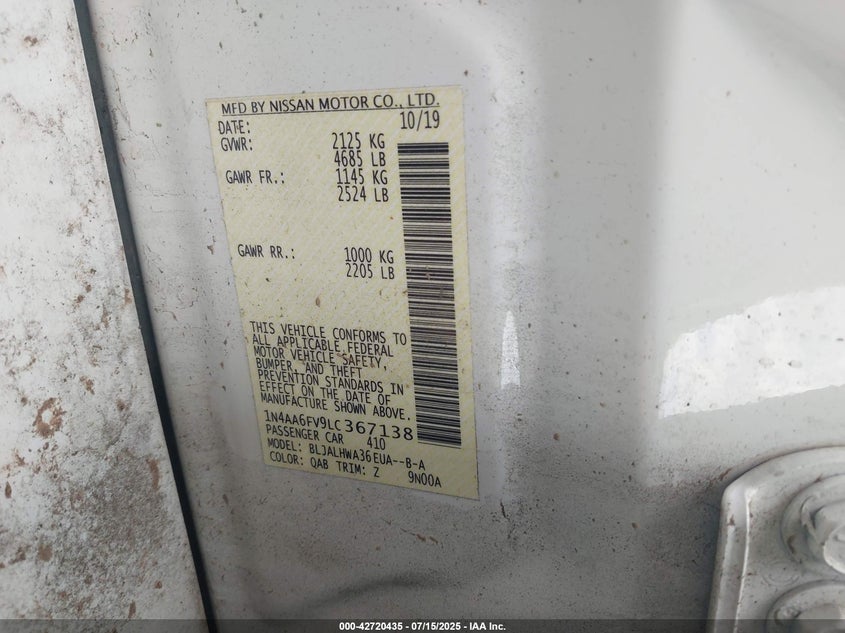 MFD BY NISSAN MOTOR CO., LTD.
DATE: 10/19
GVWR: 2125 KG
4685 LB
GAWR FR.: 1145 KG
2524 LB
GAWR RR.: 1000 KG
2205 LB
THIS VEHICLE CONFORMS TO
ALL APPLICABLE FEDERAL
MOTOR VEHICLE SAFETY,
BUMPER, AND THEFT
PREVENTION STANDARDS IN
EFFECT ON THE DATE OF
MANUFACTURE SHOWN ABOVE.
1N4AA6FV9LC367138
PASSENGER CAR 410
MODEL: BLJALHWA36EUA--B-A
COLOR: QAB TRIM: Z 9N00A
000-42720435 - 07/15/2025 - IAA Inc.